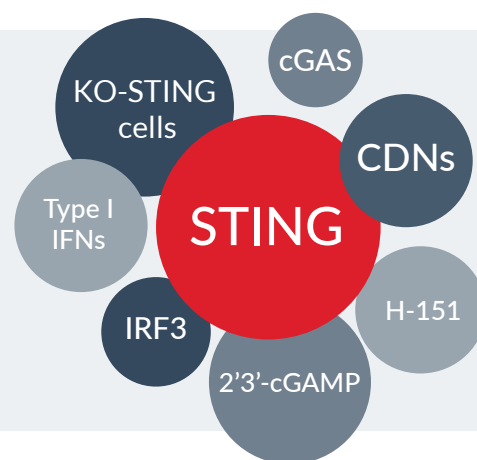 cGAS
KO-STING
cells
CDNs
Type I
IFNs
STING
H-151
IRF3
2'3'-cGAMP